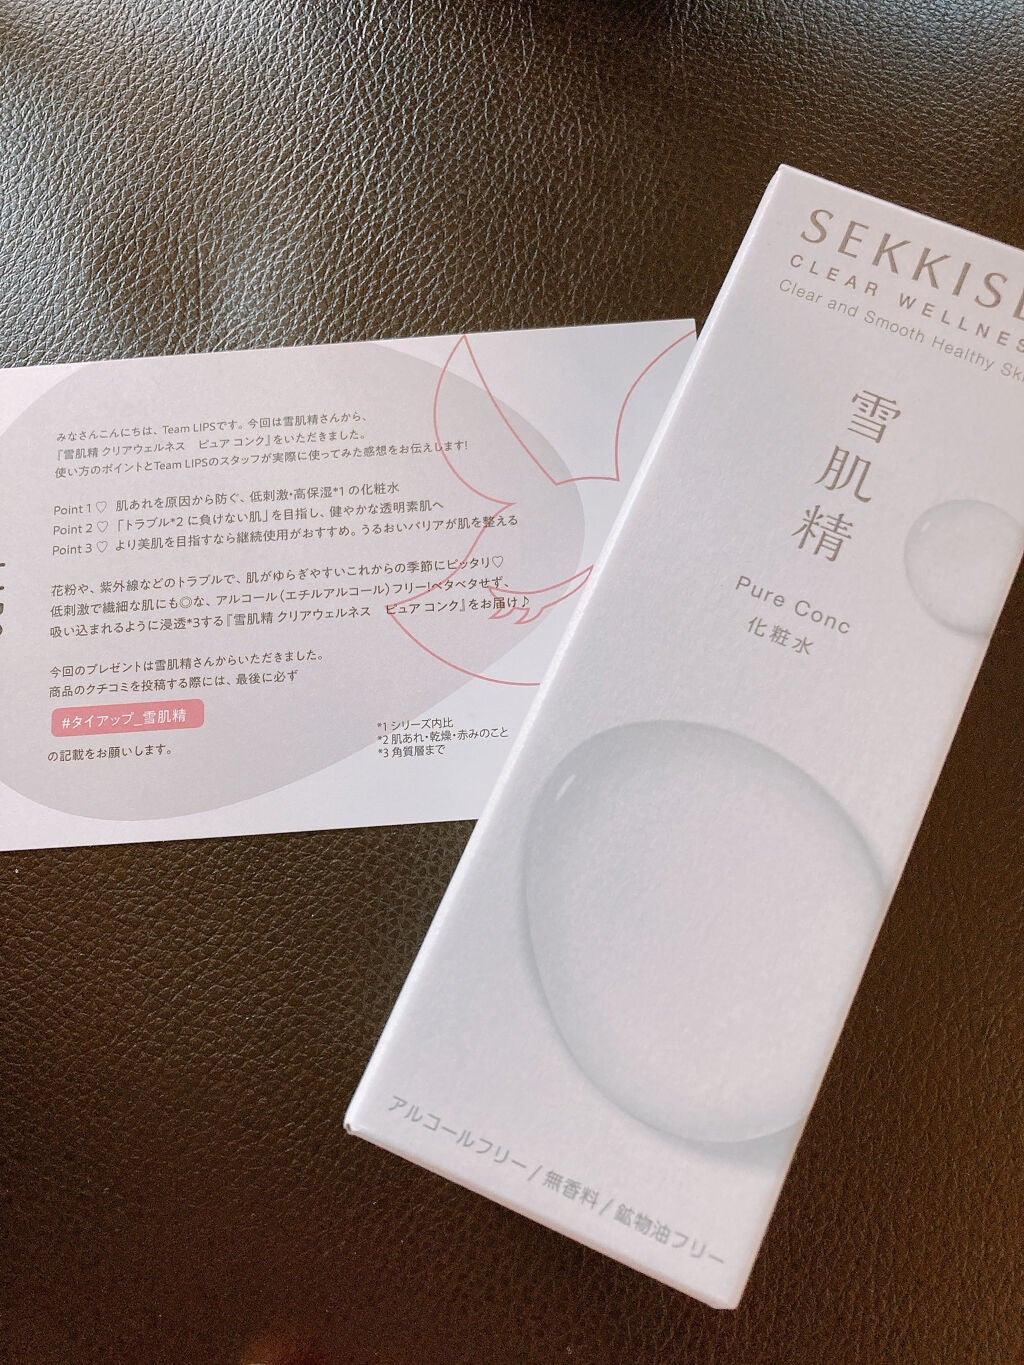 みなさんこんにちは、Team LIPSです。今回は雪肌精さんから、
『雪肌精 クリアウェルネス　ピュア コンク』をいただきました。
使い方のポイントとTeam LIPSのスタッフが実際に使ってみた感想をお伝えします!
Point 1 ♡ 肌あれを原因から防ぐ、低刺激・高保湿*1 の化粧水
Point 2 ♡ 「トラブル*2 に負けない肌」を目指し、健やかな透明素肌へ
Point 3 ♡ より美肌を目指すなら継続使用がおすすめ。うるおいバリアが肌を整える
花粉や、紫外線などのトラブルで、肌がゆらぎやすいこれからの季節にピッタリ♡
低刺激で繊細な肌にも◎な、アルコール（エチルアルコール）フリー!ベタベタせず、
吸い込まれるように浸透*3する『雪肌精 クリアウェルネス　ピュア コンク』をお届け♪
今回のプレゼントは雪肌精さんからいただきました。
商品のクチコミを投稿する際には、最後に必ず
#タイアップ_雪肌精
の記載をお願いします。
*1 シリーズ内比
*2 肌あれ・乾燥・赤みのこと
*3 角質層まで
SEKKISE
CLEAR WELLNESS
Clear and Smooth Healthy Skin
雪肌精
Pure Conc
化粧水
アルコールフリー / 無香料 / 鉱物油フリー